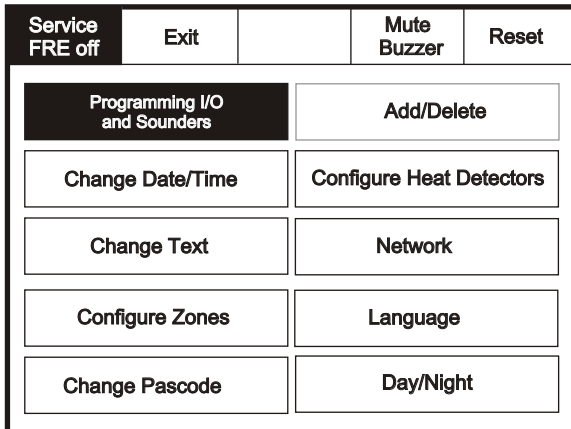 Service
FRE off
Exit
Mute
Buzzer
Reset
Programming I/O
and Sounders
Add/Delete
Change Date/Time
Configure Heat Detectors
Change Text
Network
Configure Zones
Language
Change Pascode
Day/Night